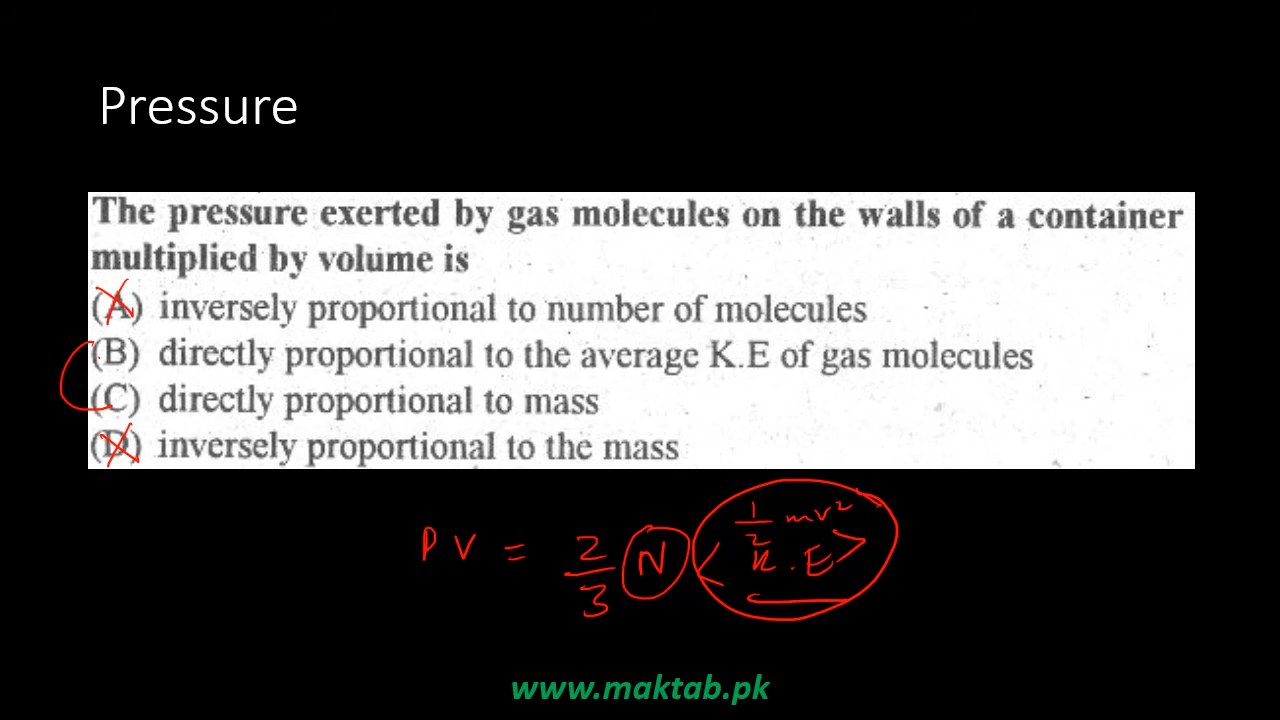 Pressure
The pressure exerted by gas molecules on the walls of a container
multiplied by volume is
(A) inversely proportional to number of molecules
(B) directly proportional to the average K.E of gas molecules
(C) directly proportional to mass
(D) inversely proportional to the mass
1/2 mv²
PV = 2/3 N <K.E>
www.maktab.pk